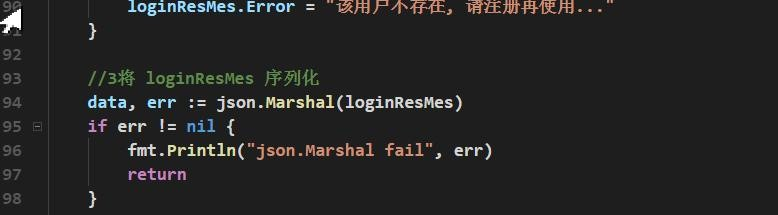 90 loginResMes.Error = "该用户不存在, 请注册再使用..."
91 }
92
93 //3将 loginResMes 序列化
94 data, err := json.Marshal(loginResMes)
95 if err != nil {
96 fmt.Println("json.Marshal fail", err)
97 return
98 }